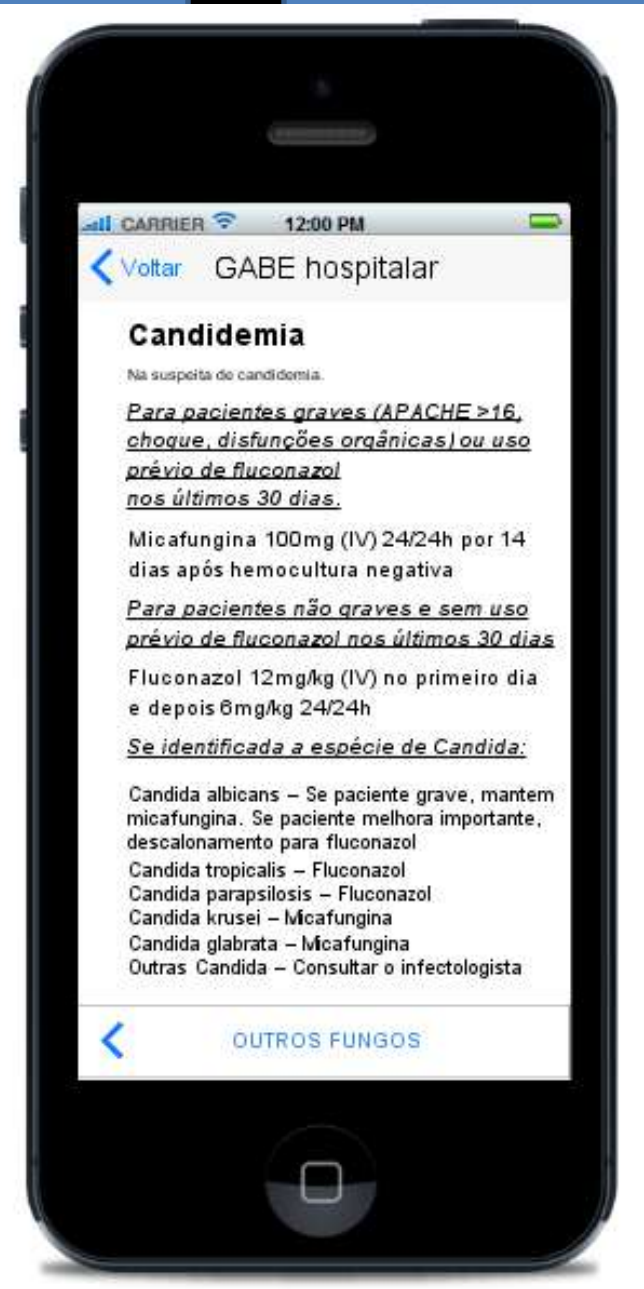 CARRIER 12:00 PM
Voltar GABE hospitalar
Candidemia
Na suspeita de candidemia.
Para pacientes graves (APACHE >16,
choque, disfunções orgânicas) ou uso
prévio de fluconazol
nos últimos 30 dias.
Micafungina 100mg (IV) 24/24h por 14
dias após hemocultura negativa
Para pacientes não graves e sem uso
prévio de fluconazol nos últimos 30 dias
Fluconazol 12mg/kg (IV) no primeiro dia
e depois 6mg/kg 24/24h
Se identificada a espécie de Candida:
Candida albicans – Se paciente grave, mantem
micafungina. Se paciente melhora importante,
descalonamento para fluconazol
Candida tropicalis – Fluconazol
Candida parapsilosis – Fluconazol
Candida krusei – Micafungina
Candida glabrata – Micafungina
Outras Candida – Consultar o infectologista
OUTROS FUNGOS